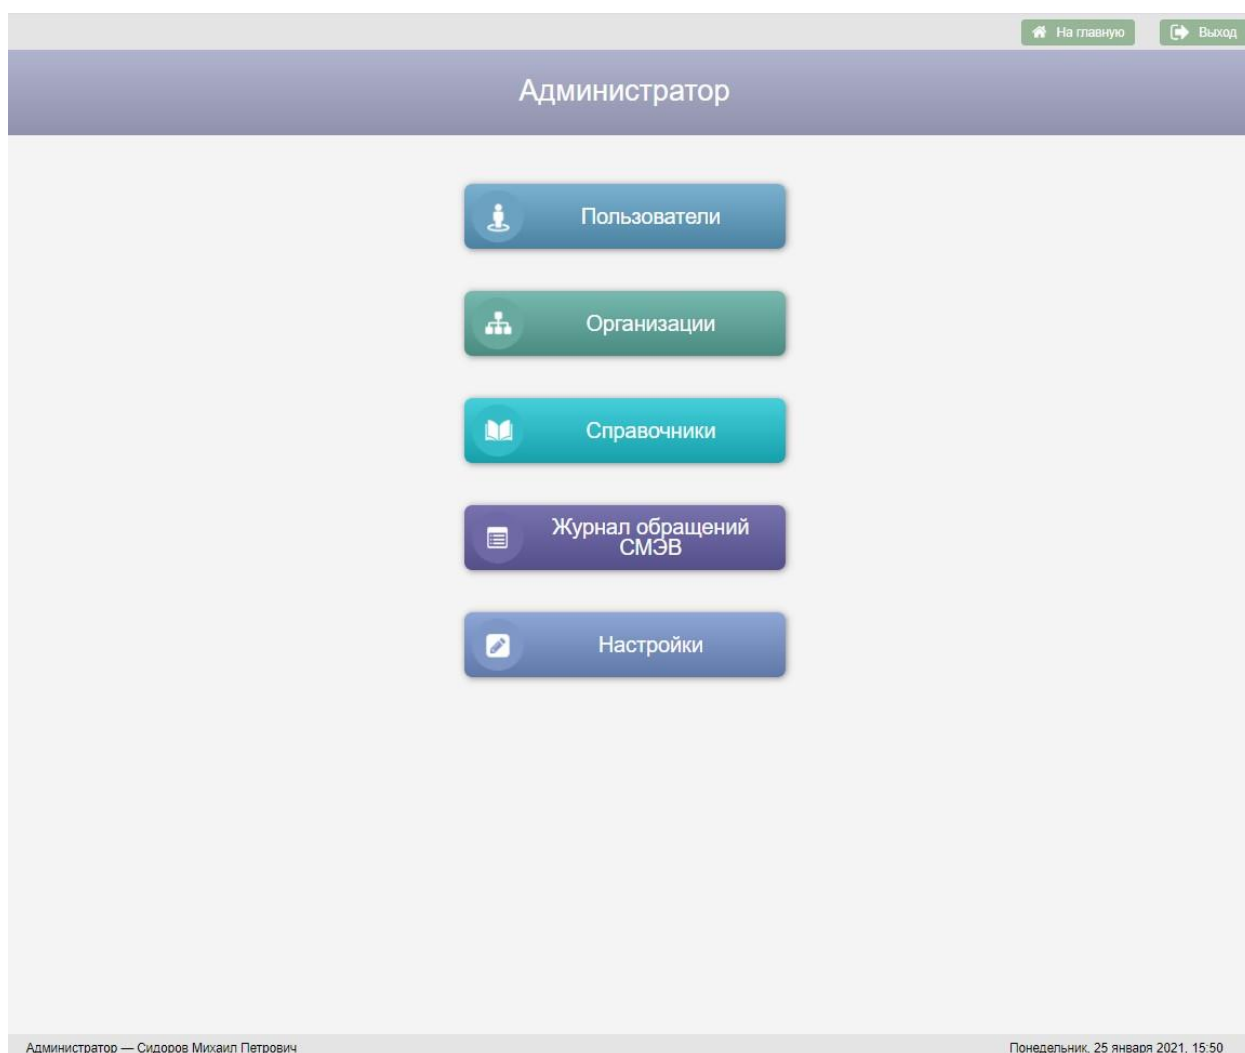 На главную
Выход
Администратор
Пользователи
Организации
Справочники
Журнал обращений
СМЭВ
Настройки
Администратор — Сидоров Михаил Петрович
Понедельник, 25 января 2021, 15:50